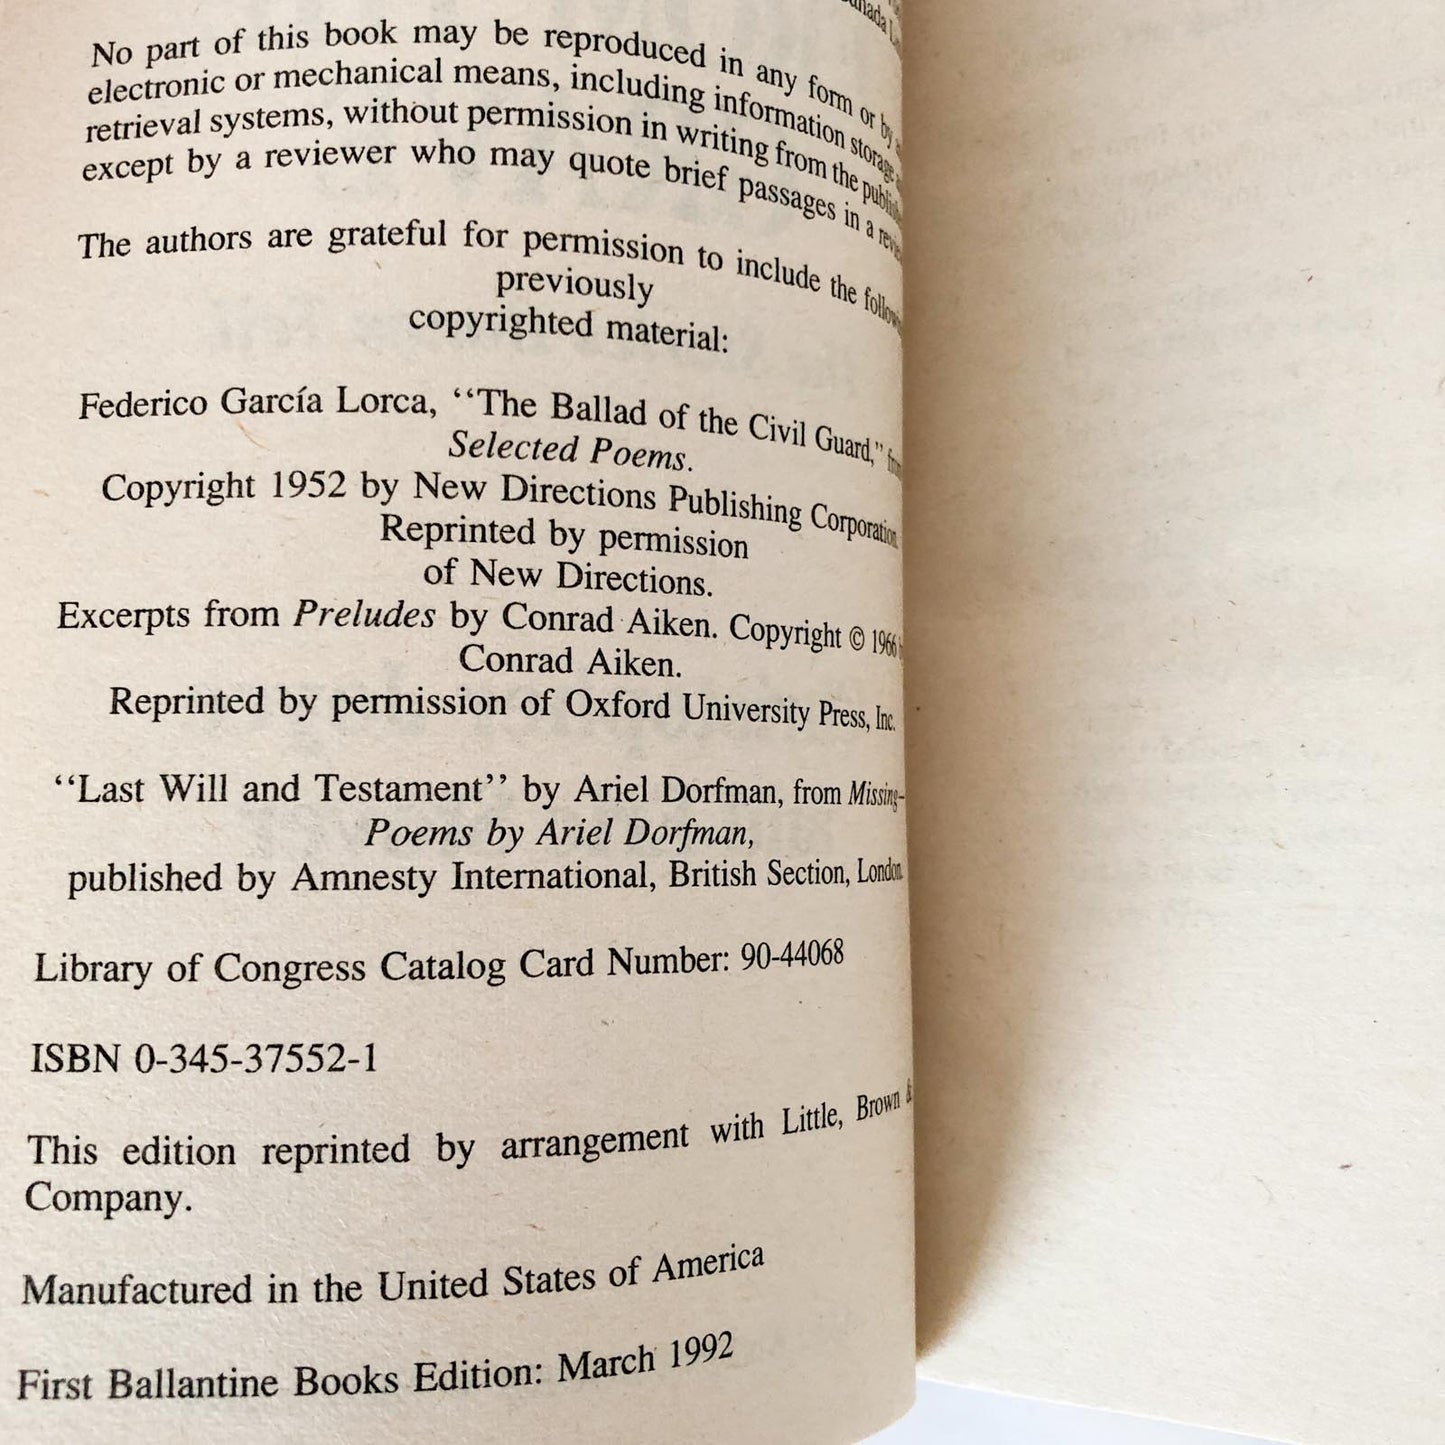 No part of this book may be reproduced in any form or by
electronic or mechanical means, including information storage
retrieval systems, without permission in writing from the
except by a reviewer who may quote brief passages in a
The authors are grateful for permission to include the
previously
copyrighted material:
Federico García Lorca, ‘‘The Ballad of the Civil Guard,’’ from
Selected Poems.
Copyright 1952 by New Directions Publishing Corporation
Reprinted by permission
of New Directions.
Excerpts from Preludes by Conrad Aiken. Copyright © 1966 by
Conrad Aiken.
Reprinted by permission of Oxford University Press, Inc.
‘‘Last Will and Testament’’ by Ariel Dorfman, from Missing–
Poems by Ariel Dorfman,
published by Amnesty International, British Section, London.
Library of Congress Catalog Card Number: 90-44068
ISBN 0-345-37552-1
This edition reprinted by arrangement with Little, Brown &
Company.
Manufactured in the United States of America
First Ballantine Books Edition: March 1992